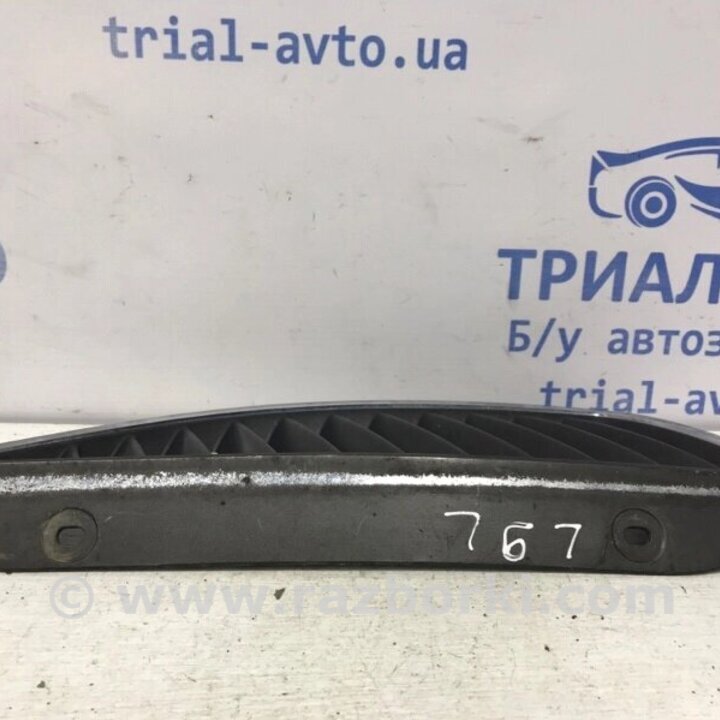 trial-avto.ua
ТРИАЛ
Б/у автоз
trial-av
767
© www.razborki.com